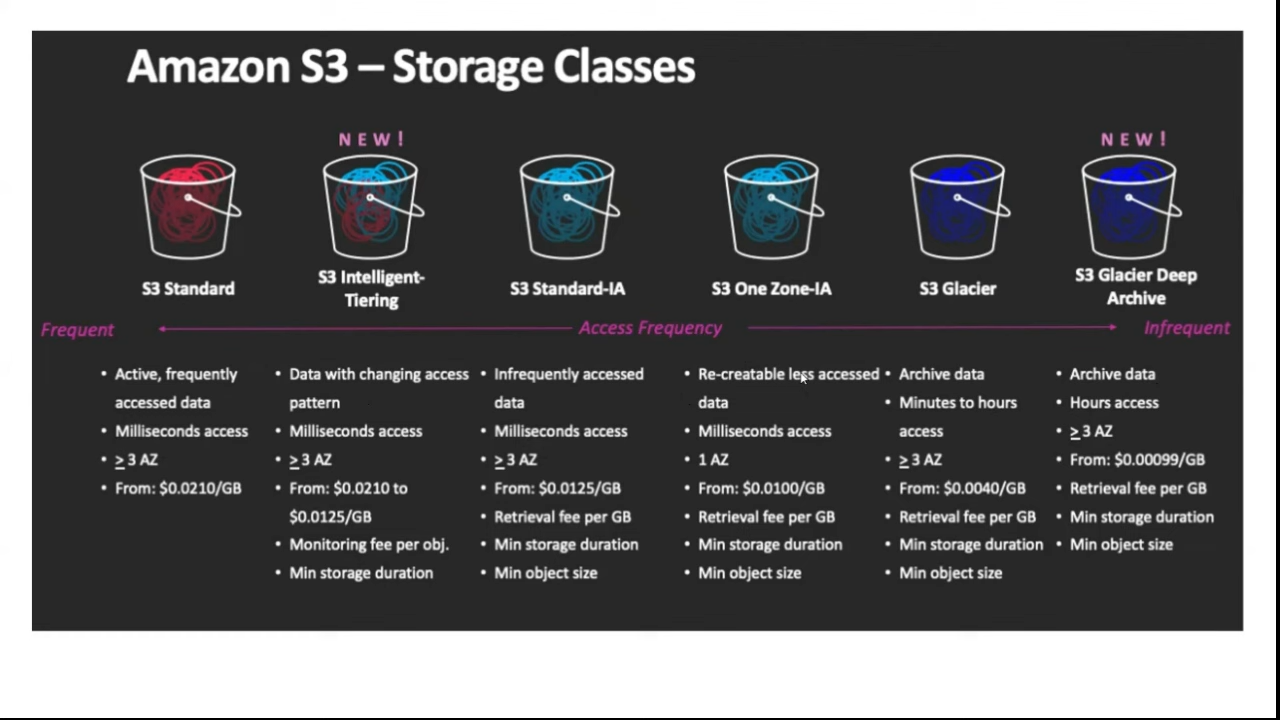 Amazon S3 – Storage Classes
NEW!
NEW!
S3 Standard
S3 Intelligent-
Tiering
S3 Standard-IA
S3 One Zone-IA
S3 Glacier
S3 Glacier Deep
Archive
Frequent
Access Frequency
Infrequent
• Active, frequently
accessed data
• Milliseconds access
• ≥ 3 AZ
• From: $0.0210/GB
• Data with changing access
pattern
• Milliseconds access
• ≥ 3 AZ
• From: $0.0210 to
$0.0125/GB
• Monitoring fee per obj.
• Min storage duration
• Infrequently accessed
data
• Milliseconds access
• ≥ 3 AZ
• From: $0.0125/GB
• Retrieval fee per GB
• Min storage duration
• Min object size
• Re-creatable less accessed
data
• Milliseconds access
• 1 AZ
• From: $0.0100/GB
• Retrieval fee per GB
• Min storage duration
• Min object size
• Archive data
• Minutes to hours
access
• ≥ 3 AZ
• From: $0.0040/GB
• Retrieval fee per GB
• Min storage duration
• Min object size
• Archive data
• Hours access
• ≥ 3 AZ
• From: $0.00099/GB
• Retrieval fee per GB
• Min storage duration
• Min object size